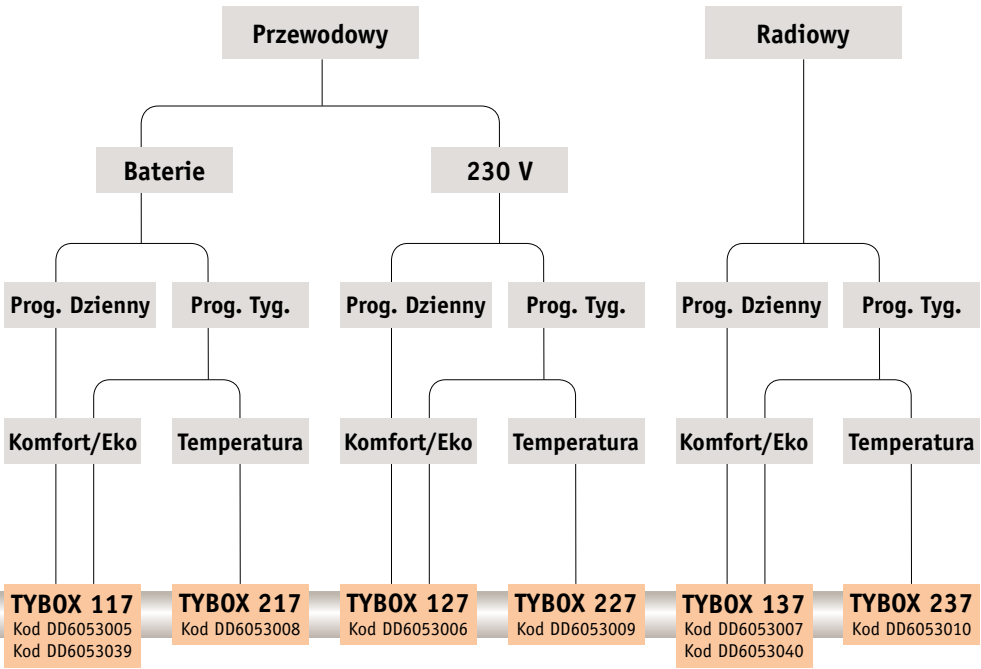 Przewodowy
Radiowy
Baterie
230 V
Prog. Dzienny
Prog. Tyg.
Prog. Dzienny
Prog. Tyg.
Prog. Dzienny
Prog. Tyg.
Komfort/Eko
Temperatura
Komfort/Eko
Temperatura
Komfort/Eko
Temperatura
TYBOX 117
Kod DD6053005
Kod DD6053039
TYBOX 217
Kod DD6053008
TYBOX 127
Kod DD6053006
TYBOX 227
Kod DD6053009
TYBOX 137
Kod DD6053007
Kod DD6053040
TYBOX 237
Kod DD6053010